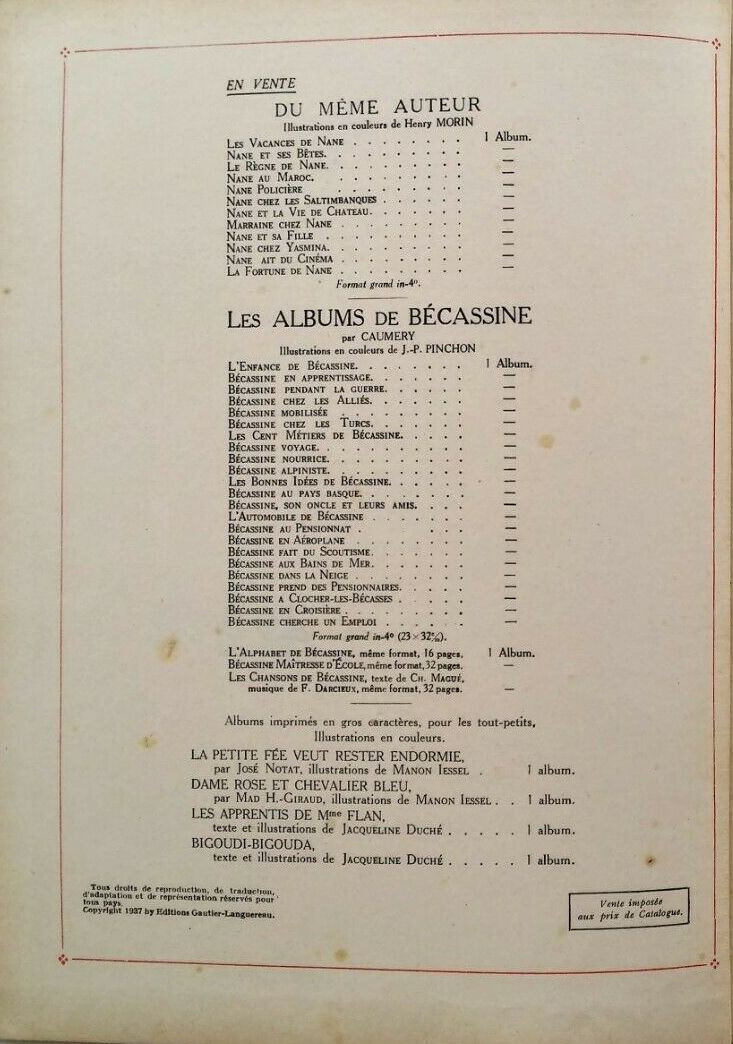 EN VENTE
DU MÊME AUTEUR
Illustrations en couleurs de Henry MORIN
LES VACANCES DE NANE . . . . . . . . 1 Album.
NANE ET SES BÊTES. . . . . . . . . —
LE RÈGNE DE NANE. . . . . . . . . —
NANE AU MAROC. . . . . . . . . —
NANE POLICIÈRE . . . . . . . . —
NANE CHEZ LES SALTIMBANQUES . . . . . . —
NANE ET LA VIE DE CHATEAU. . . . . . . —
MARRAINE CHEZ NANE . . . . . . . . . —
NANE ET SA FILLE . . . . . . . . . —
NANE CHEZ YASMINA. . . . . . . . . —
NANE AIT DU CINÉMA . . . . . . . . . —
LA FORTUNE DE NANE . . . . . . . . . —
Format grand in-4º.
LES ALBUMS DE BÉCASSINE
par CAUMERY
Illustrations en couleurs de J.-P. PINCHON
L'ENFANCE DE BÉCASSINE. . . . . . . . 1 Album.
BÉCASSINE EN APPRENTISSAGE. . . . . . . —
BÉCASSINE PENDANT LA GUERRE. . . . . . —
BÉCASSINE CHEZ LES ALLIÉS. . . . . . . —
BÉCASSINE MOBILISÉE . . . . . . . . . —
BÉCASSINE CHEZ LES TURCS. . . . . . . —
LES CENT MÉTIERS DE BÉCASSINE. . . . . —
BÉCASSINE VOYAGE. . . . . . . . . . —
BÉCASSINE NOURRICE. . . . . . . . . —
BÉCASSINE ALPINISTE. . . . . . . . . —
LES BONNES IDÉES DE BÉCASSINE. . . . . . —
BÉCASSINE AU PAYS BASQUE. . . . . . . . —
BÉCASSINE, SON ONCLE ET LEURS AMIS. . . . —
L'AUTOMOBILE DE BÉCASSINE . . . . . . . —
BÉCASSINE AU PENSIONNAT . . . . —
BÉCASSINE EN AÉROPLANE . . . . . . . . —
BÉCASSINE FAIT DU SCOUTISME. . . . . . . —
BÉCASSINE AUX BAINS DE MER. . . . . . . —
BÉCASSINE DANS LA NEIGE . . . . . . . . —
BÉCASSINE PREND DES PENSIONNAIRES. . . . . —
BÉCASSINE A CLOCHER-LES-BÉCASSES . . . . . —
BÉCASSINE EN CROISIÈRE . . . . . . . . . —
BÉCASSINE CHERCHE UN EMPLOI . . . . . . —
Format grand in-4º (23 × 32 c/m).
L'ALPHABET DE BÉCASSINE, même format, 16 pages. 1 Album.
BÉCASSINE MAÎTRESSE D'ÉCOLE, même format, 32 pages. —
LES CHANSONS DE BÉCASSINE, texte de CH. MAGUÉ,
musique de F. DARCIEUX, même format, 32 pages. —
Albums imprimés en gros caractères, pour les tout-petits.
Illustrations en couleurs.
LA PETITE FÉE VEUT RESTER ENDORMIE,
par JOSÉ NOTAT, illustrations de MANON IESSEL . 1 album.
DAME ROSE ET CHEVALIER BLEU,
par MAD H.-GIRAUD, illustrations de MANON IESSEL . . 1 album.
LES APPRENTIS DE Mme FLAN,
texte et illustrations de JACQUELINE DUCHÉ . . . . . 1 album.
BIGOUDI-BIGOUDA,
texte et illustrations de JACQUELINE DUCHÉ . . . . . 1 album.
Tous droits de reproduction, de traduction,
d'adaptation et de représentation réservés pour
tous pays.
Copyright 1937 by Editions Gautier-Languereau.
Vente imposée
aux prix de Catalogue.